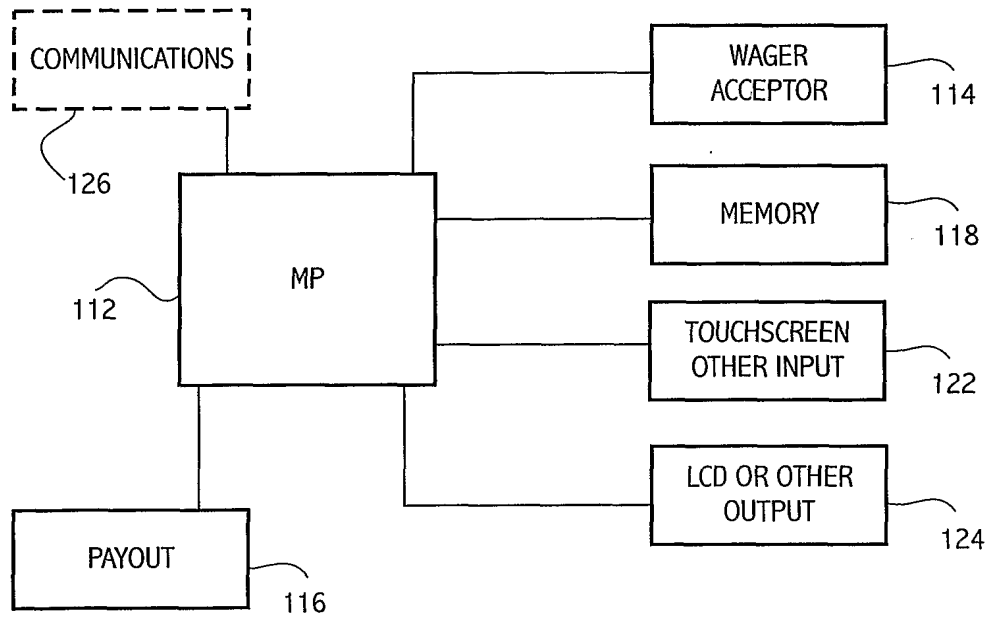 COMMUNICATIONS
126
WAGER
ACCEPTOR
114
MEMORY
118
MP
112
TOUCHSCREEN
OTHER INPUT
122
LCD OR OTHER
OUTPUT
124
PAYOUT
116